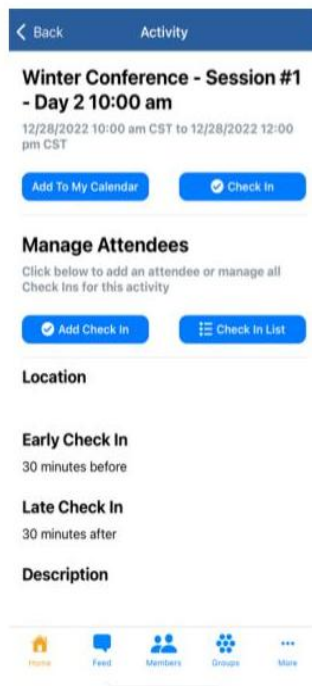 Back
Activity
Winter Conference - Session #1
- Day 2 10:00 am
12/28/2022 10:00 am CST to 12/28/2022 12:00
pm CST
Add To My Calendar
Check In
Manage Attendees
Click below to add an attendee or manage all
Check Ins for this activity
Add Check In
Check In List
Location
Early Check In
30 minutes before
Late Check In
30 minutes after
Description
Home
Feed
Members
Groups
More